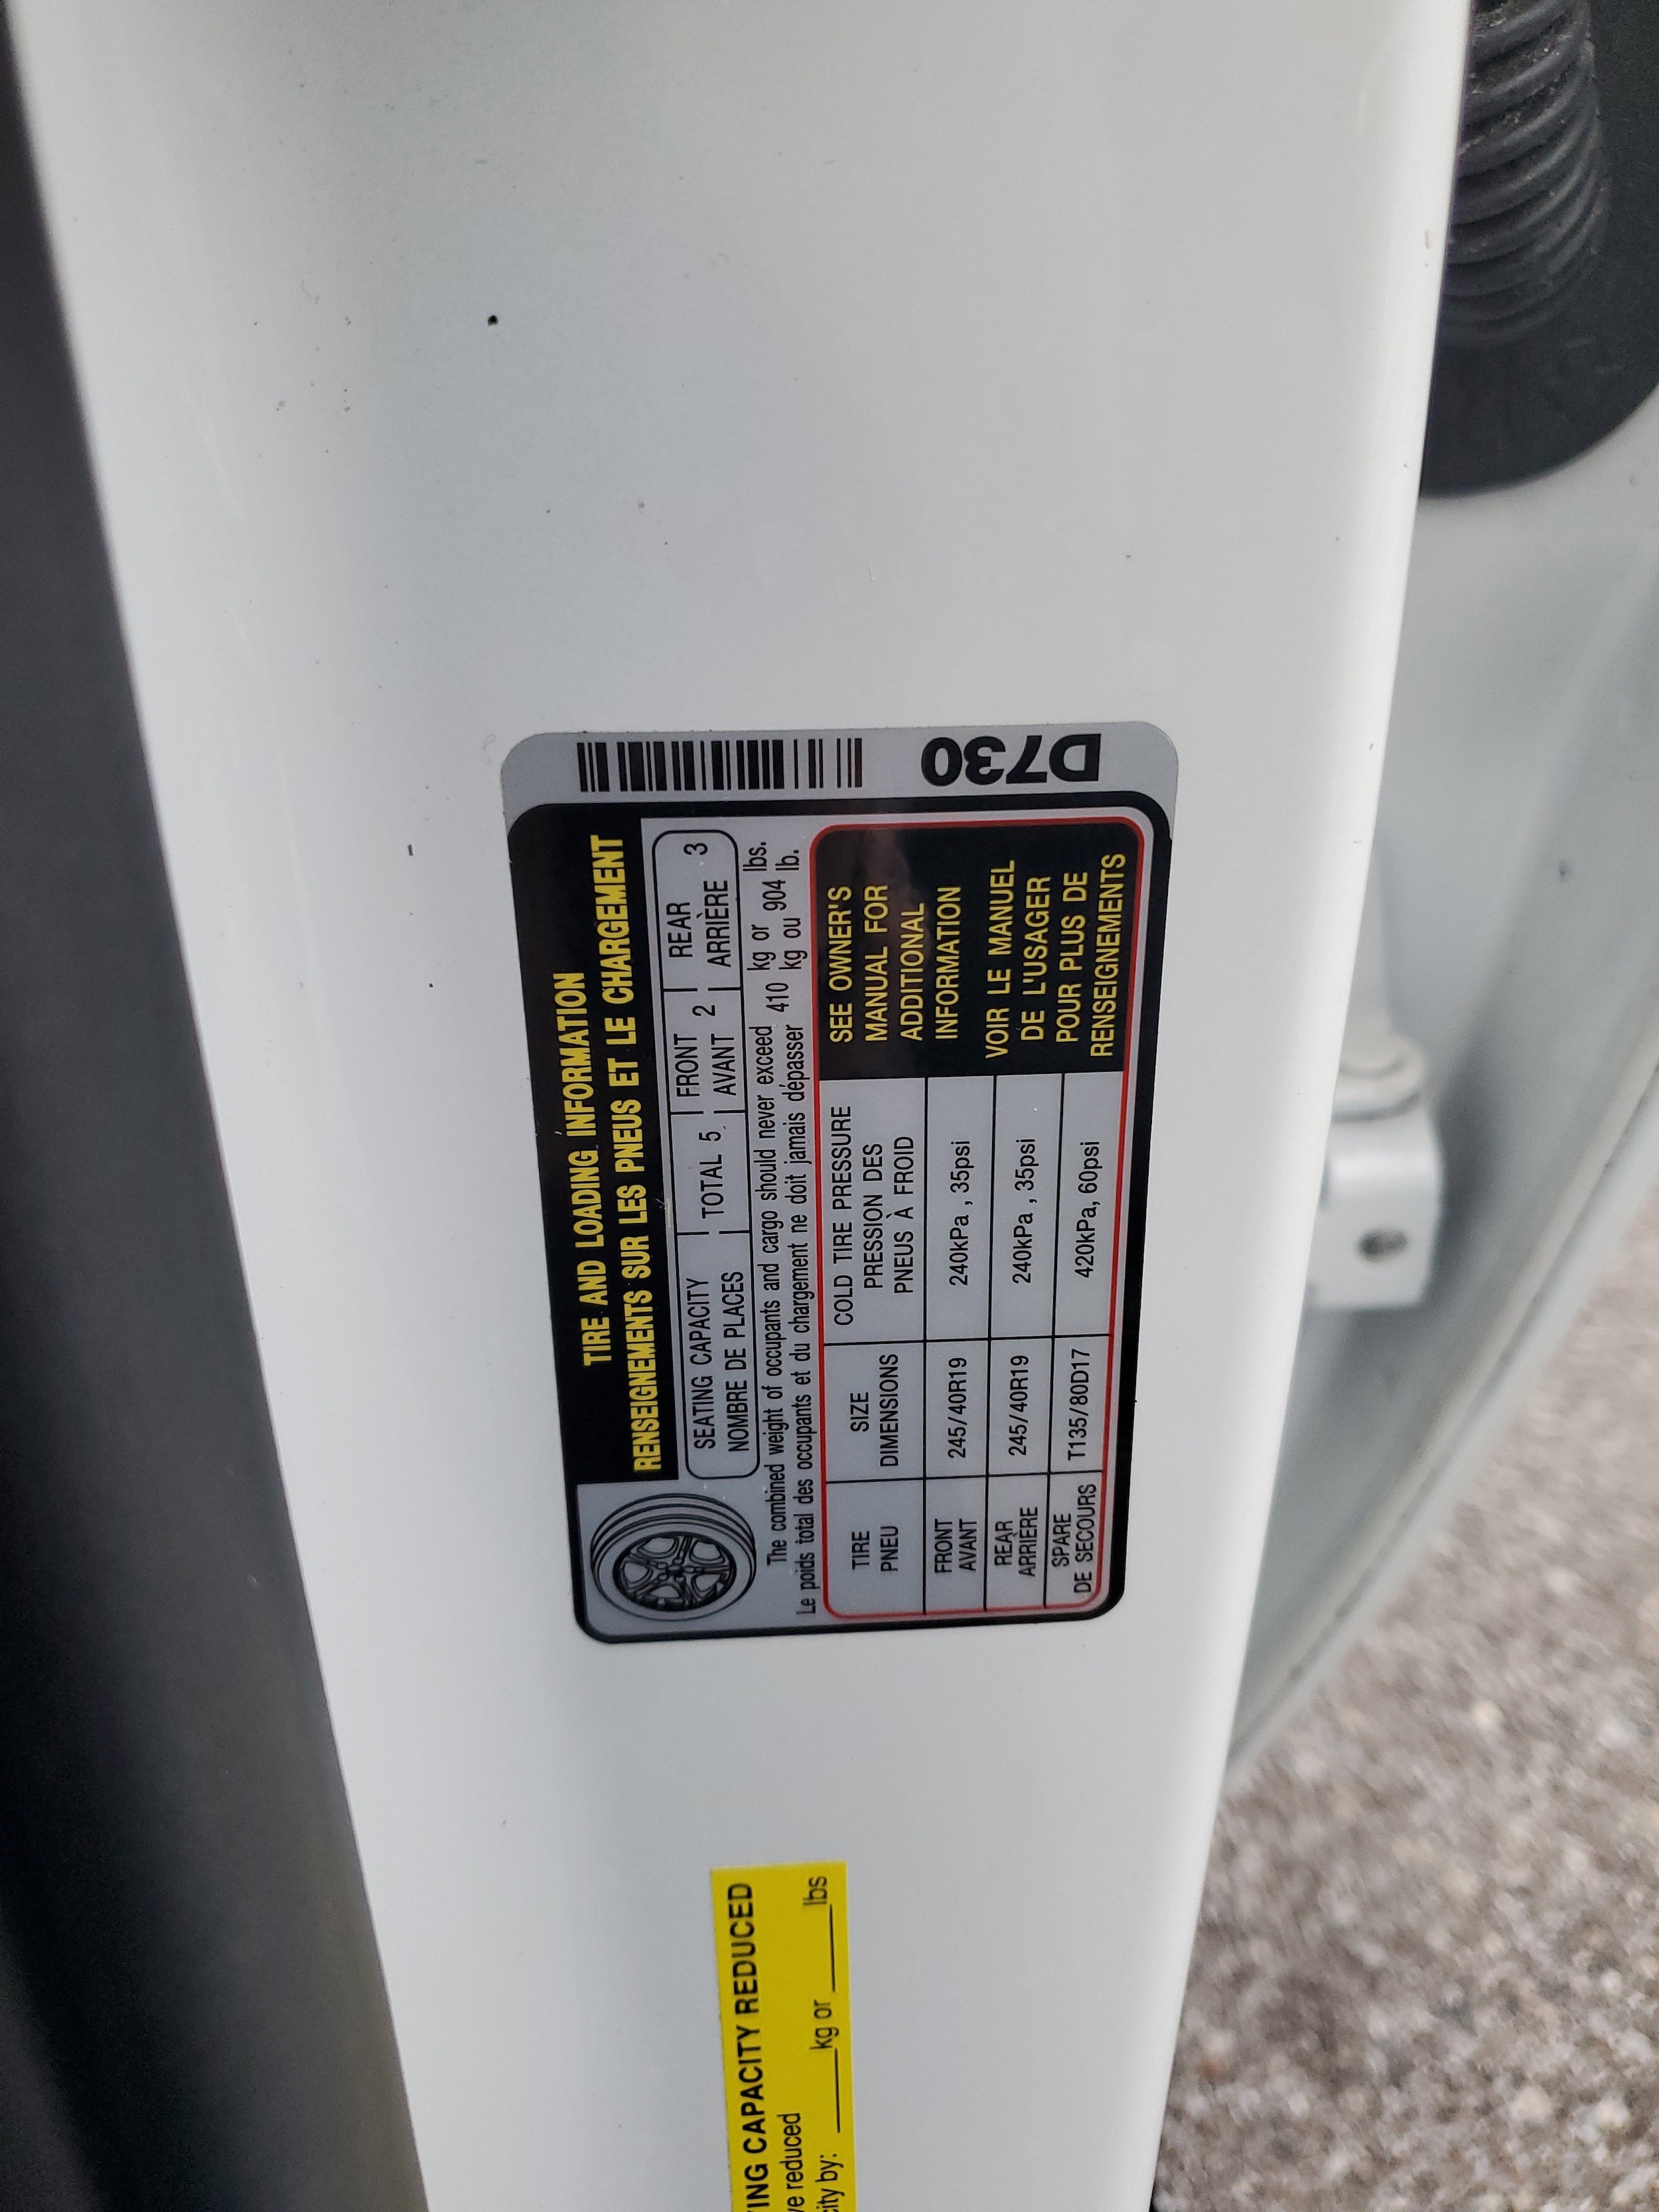 TIRE AND LOADING INFORMATION
RENSEIGNEMENTS SUR LES PNEUS ET LE CHARGEMENT
SEATING CAPACITY
NOMBRE DE PLACES
TOTAL 5
FRONT
AVANT 2
REAR
ARRIÈRE 3
The combined weight of occupants and cargo should never exceed 410 kg or 904 lbs.
Le poids total des occupants et du chargement ne doit jamais dépasser 410 kg ou 904 lb.
TIRE
PNEU
SIZE
DIMENSIONS
COLD TIRE PRESSURE
PRESSION DES
PNEUS À FROID
FRONT
AVANT
245/40R19
240kPa , 35psi
REAR
ARRIÈRE
245/40R19
240kPa , 35psi
SPARE
DE SECOURS
T135/80D17
420kPa, 60psi
SEE OWNER'S
MANUAL FOR
ADDITIONAL
INFORMATION
VOIR LE MANUEL
DE L'USAGER
POUR PLUS DE
RENSEIGNEMENTS
D730
CAPACITY REDUCED
reduced
by: ____kg or ____lbs